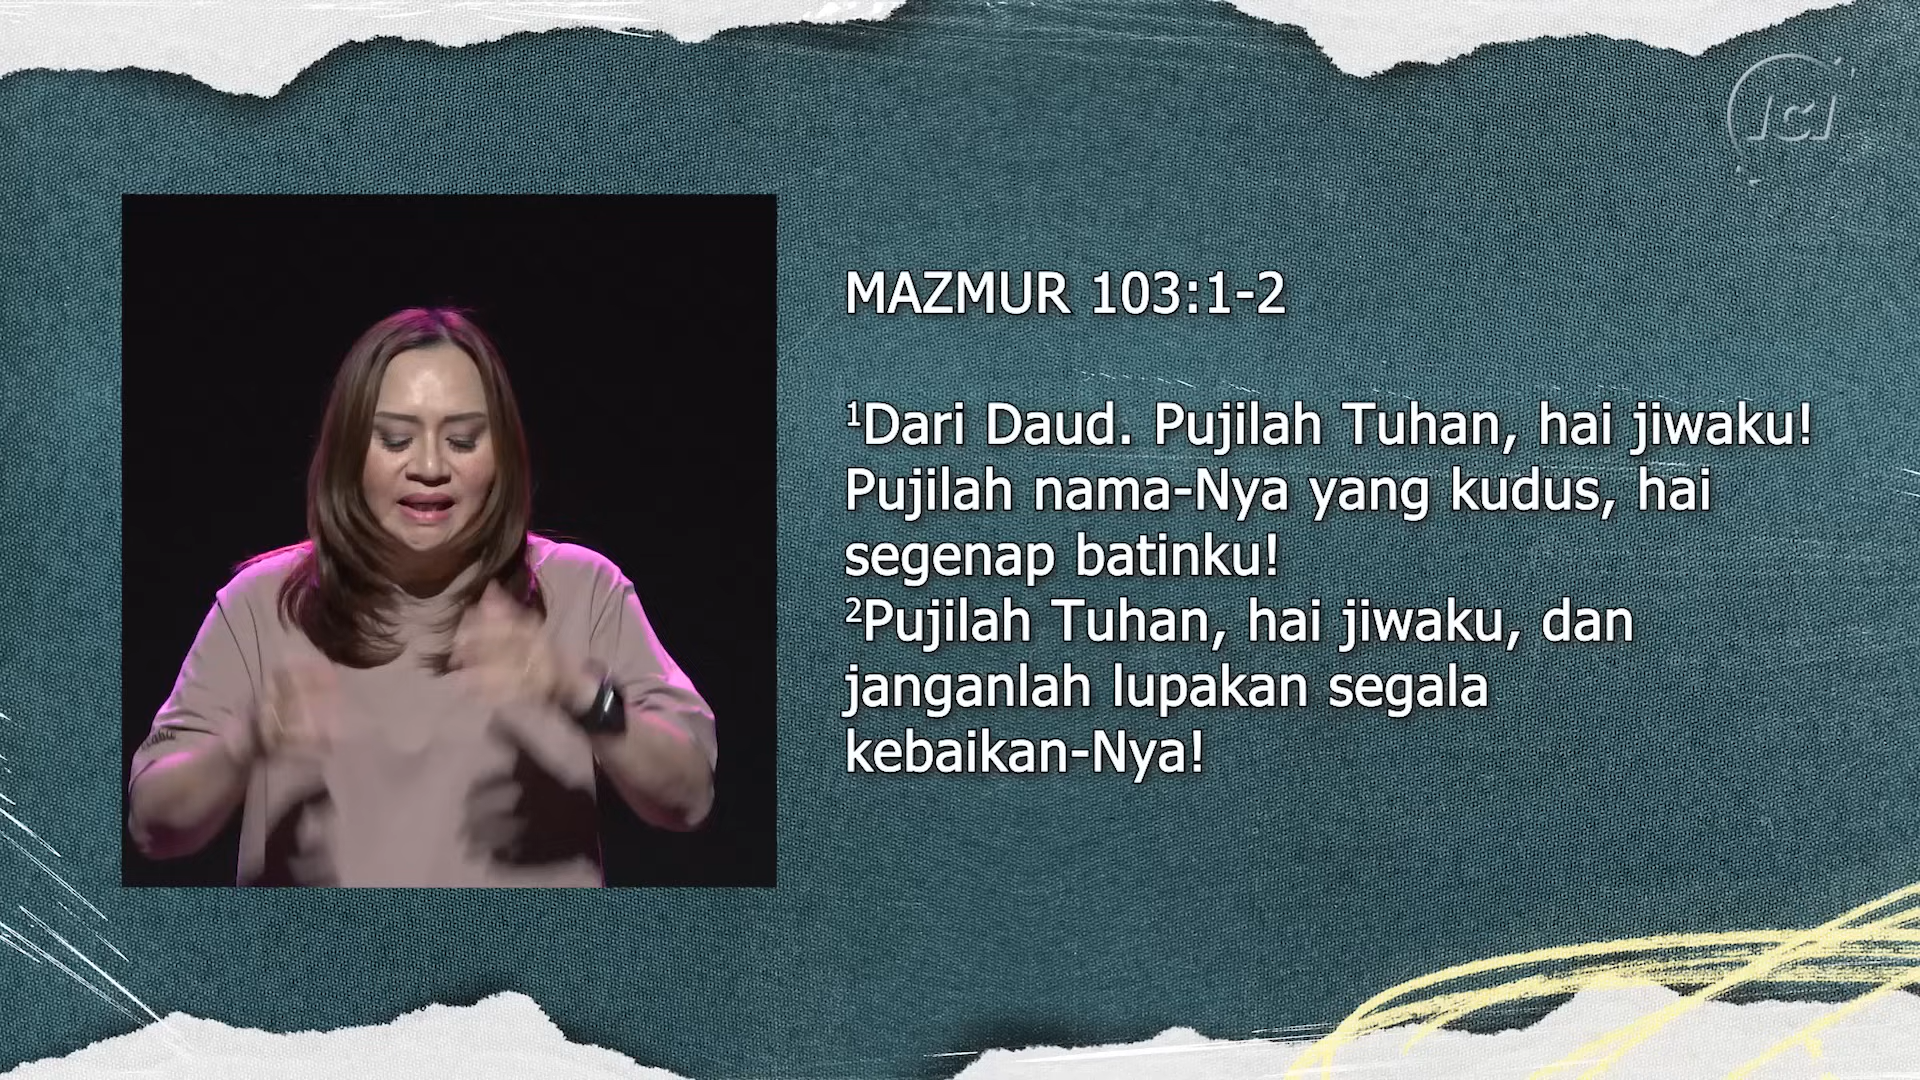 ICI
MAZMUR 103:1-2
¹Dari Daud. Pujilah Tuhan, hai jiwaku!
Pujilah nama-Nya yang kudus, hai
segenap batinku!
²Pujilah Tuhan, hai jiwaku, dan
janganlah lupakan segala
kebaikan-Nya!